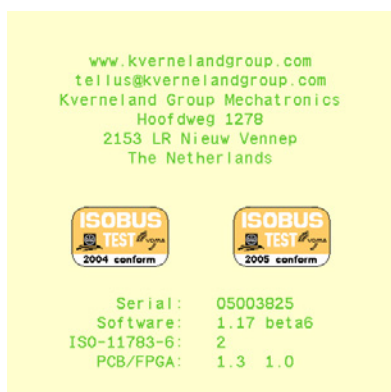 www.kvernelandgroup.com
tellus@kvernelandgroup.com
Kverneland Group Mechatronics
Hoofdweg 1278
2153 LR Nieuw Vennep
The Netherlands
ISOBUS ISOBUS
TEST vdma TEST vdma
2004 conform 2005 conform
Serial: 05003825
Software: 1.17 beta6
ISO-11783-6: 2
PCB/FPGA: 1.3 1.0